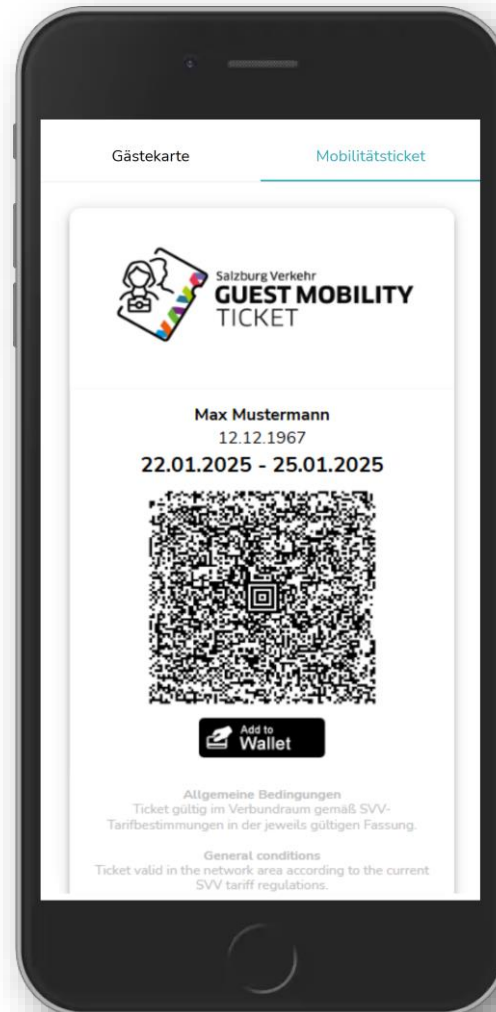 Gästekarte Mobilitätsticket
Salzburg Verkehr
GUEST MOBILITY
TICKET
Max Mustermann
12.12.1967
22.01.2025 - 25.01.2025
Add to
Wallet
Allgemeine Bedingungen
Ticket gültig im Verbundraum gemäß SVV-
Tarifbestimmungen in der jeweils gültigen Fassung.
General conditions
Ticket valid in the network area according to the current
SVV tariff regulations.